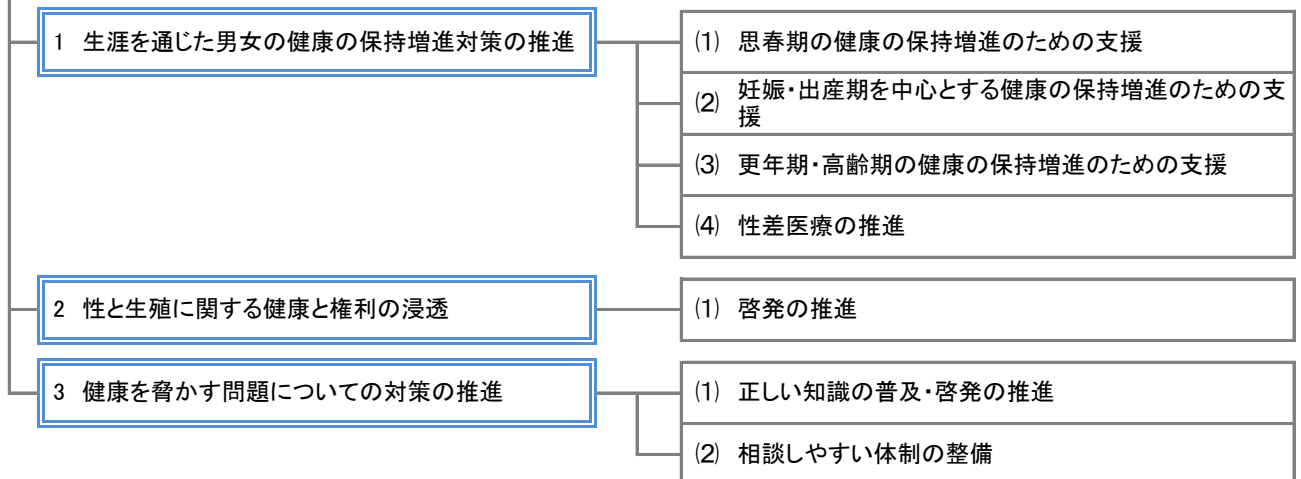 1 生涯を通じた男女の健康の保持増進対策の推進
⑴ 思春期の健康の保持増進のための支援
⑵ 妊娠・出産期を中心とする健康の保持増進のための支
援
⑶ 更年期・高齢期の健康の保持増進のための支援
⑷ 性差医療の推進
2 性と生殖に関する健康と権利の浸透
⑴ 啓発の推進
3 健康を脅かす問題についての対策の推進
⑴ 正しい知識の普及・啓発の推進
⑵ 相談しやすい体制の整備